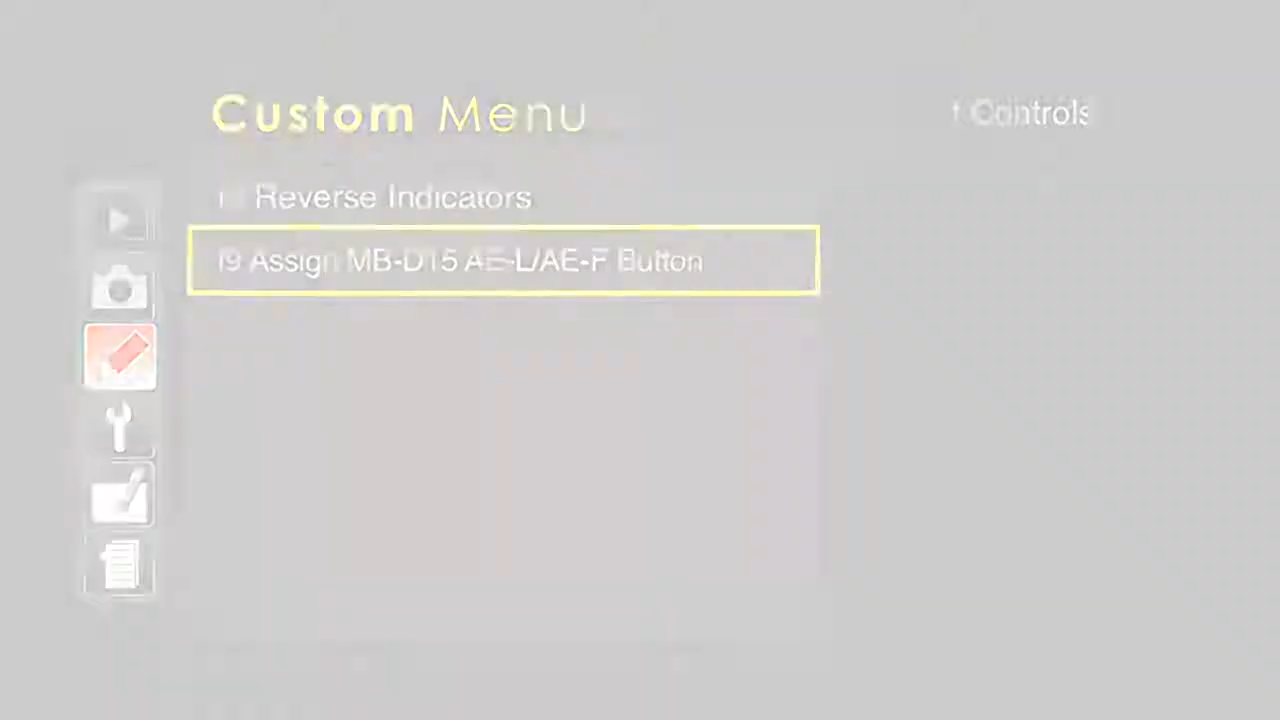 Custom Menu
f Controls
Reverse Indicators
f9 Assign MB-D15 AE-L/AE-F Button